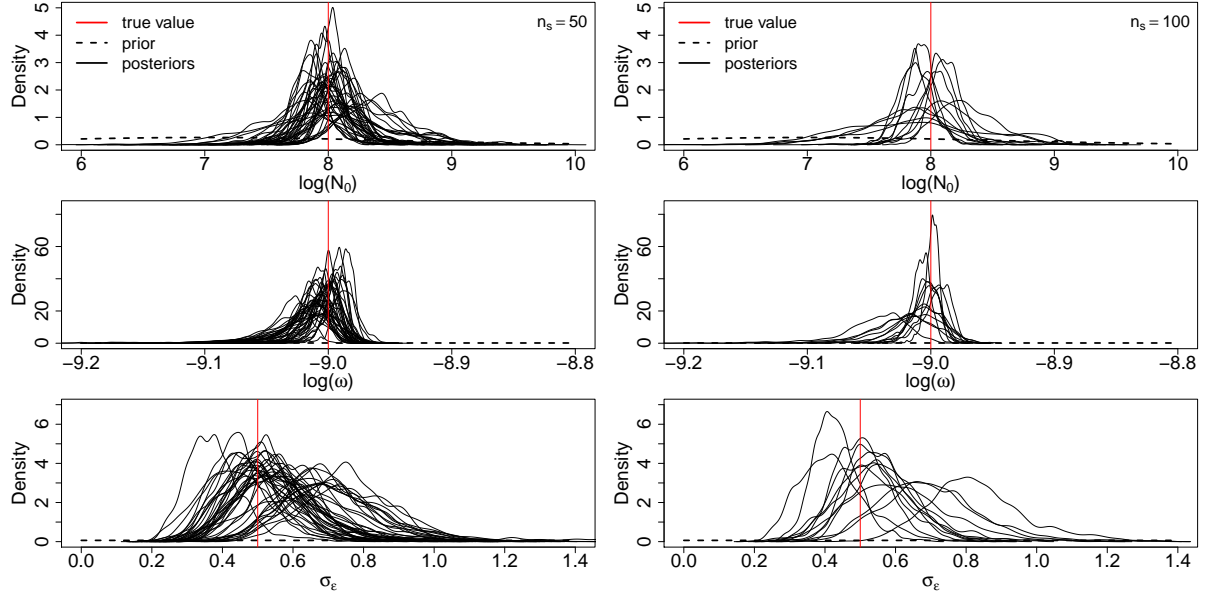 true value
prior
posteriors
n_s = 50
Density
0 1 2 3 4 5
6 7 8 9 10
log(N_0)
Density
0 20 60
−9.2 −9.1 −9.0 −8.9 −8.8
log(ω)
Density
0 2 4 6
0.0 0.2 0.4 0.6 0.8 1.0 1.2 1.4
σ_ε
true value
prior
posteriors
n_s = 100
Density
0 1 2 3 4 5
6 7 8 9 10
log(N_0)
Density
0 20 60
−9.2 −9.1 −9.0 −8.9 −8.8
log(ω)
Density
0 2 4 6
0.0 0.2 0.4 0.6 0.8 1.0 1.2 1.4
σ_ε